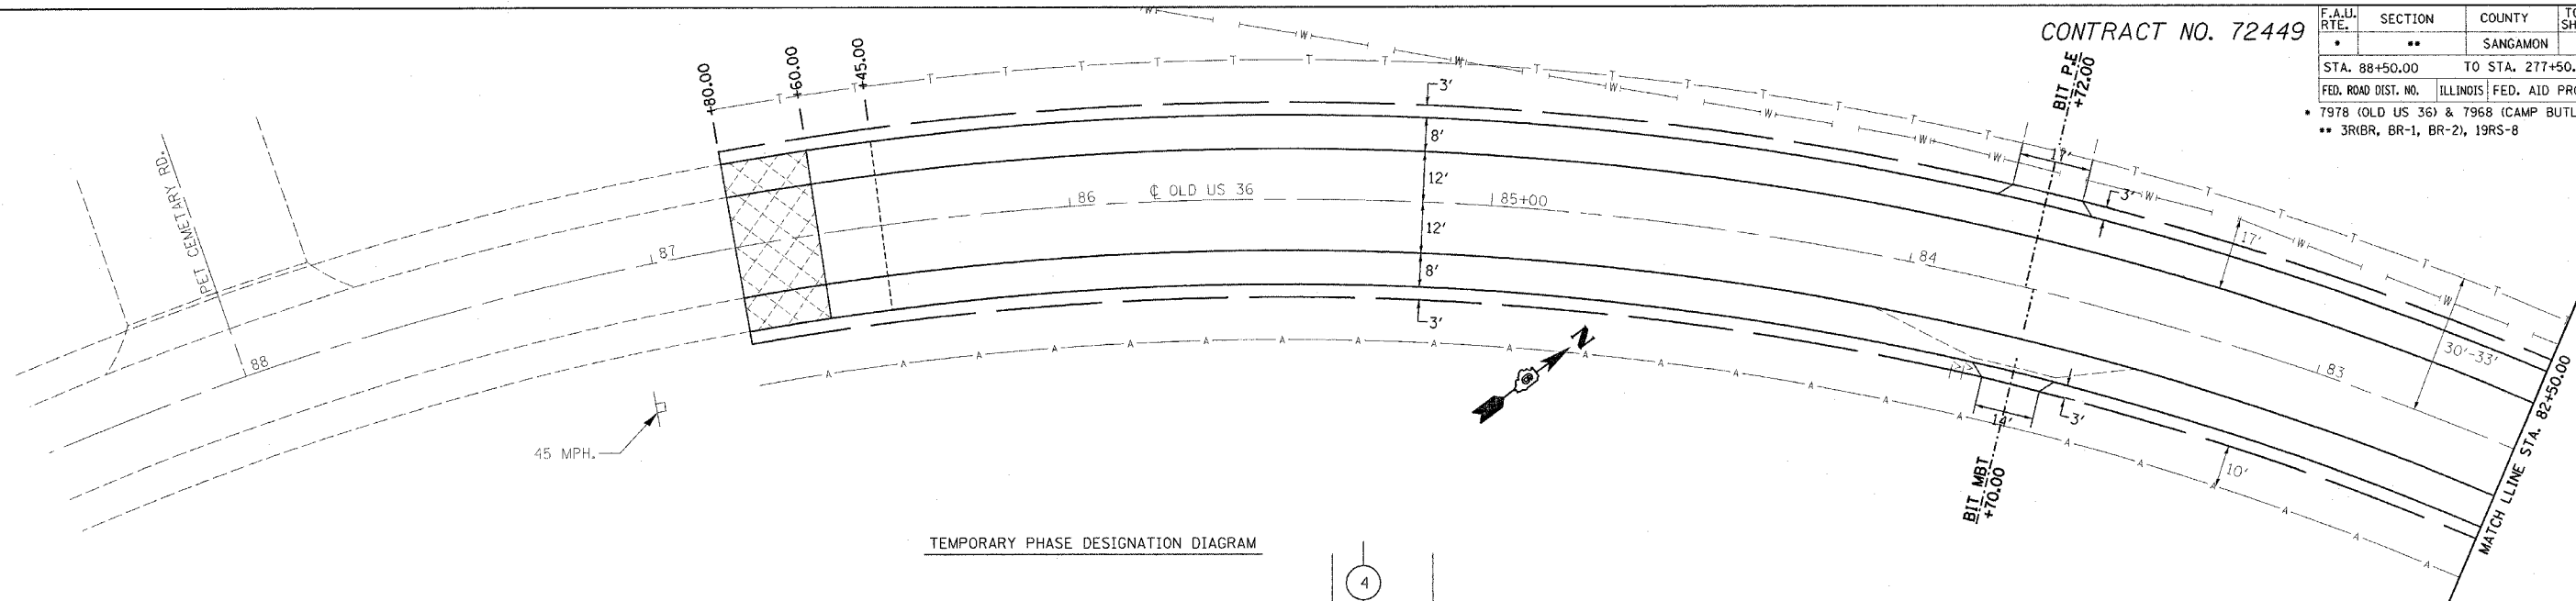 CONTRACT NO. 72449
F.A.U. RTE. SECTION COUNTY
* ** SANGAMON
STA. 88+50.00 TO STA. 277+50.
FED. ROAD DIST. NO. ILLINOIS FED. AID
* 7978 (OLD US 36) & 7968 (CAMP
** 3R(BR, BR-1, BR-2), 19RS-8
+80.00
+60.00
+45.00
BIT P.E
+72.00
PET CEMETARY RD.
88
87
86
℄ OLD US 36
85+00
84
83
3'
8'
12'
12'
8'
3'
17'
3'
17'
30'-33'
14'
3'
10'
BIT MBT
+70.00
MATCH LLINE STA. 82+50.00
45 MPH.
N
TEMPORARY PHASE DESIGNATION DIAGRAM
4